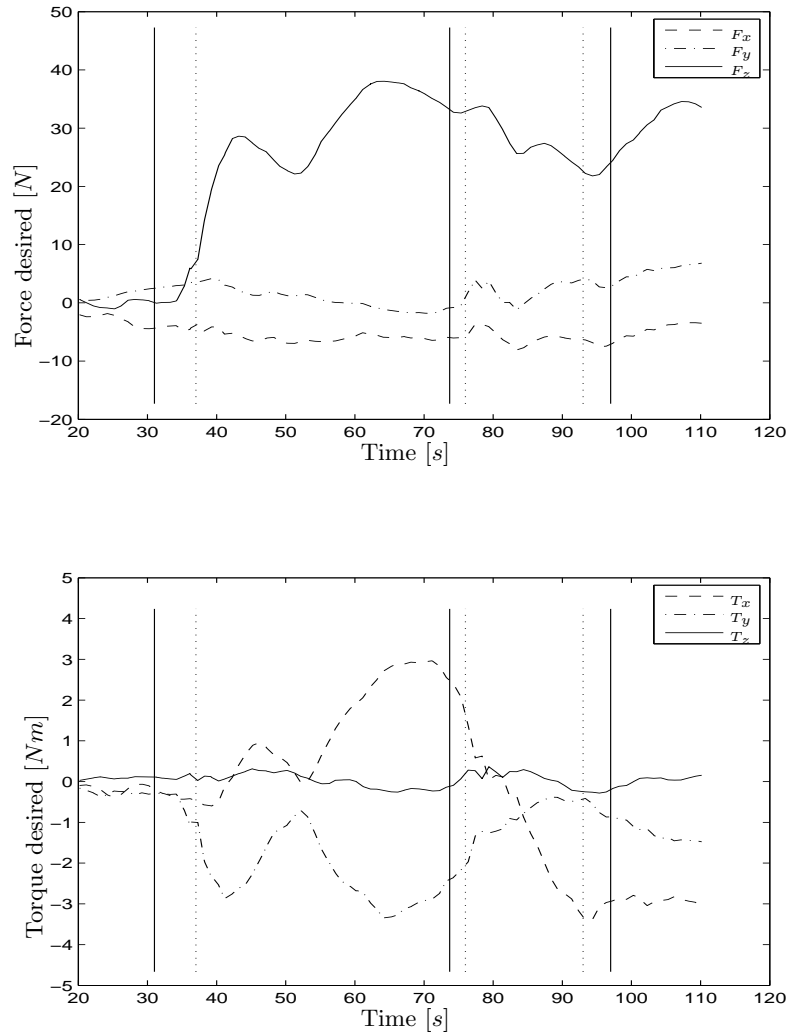 50
40
30
20
10
0
−10
−20
Force desired [N]
F_x
F_y
F_z
20 30 40 50 60 70 80 90 100 110 120
Time [s]
5
4
3
2
1
0
−1
−2
−3
−4
−5
Torque desired [Nm]
T_x
T_y
T_z
20 30 40 50 60 70 80 90 100 110 120
Time [s]